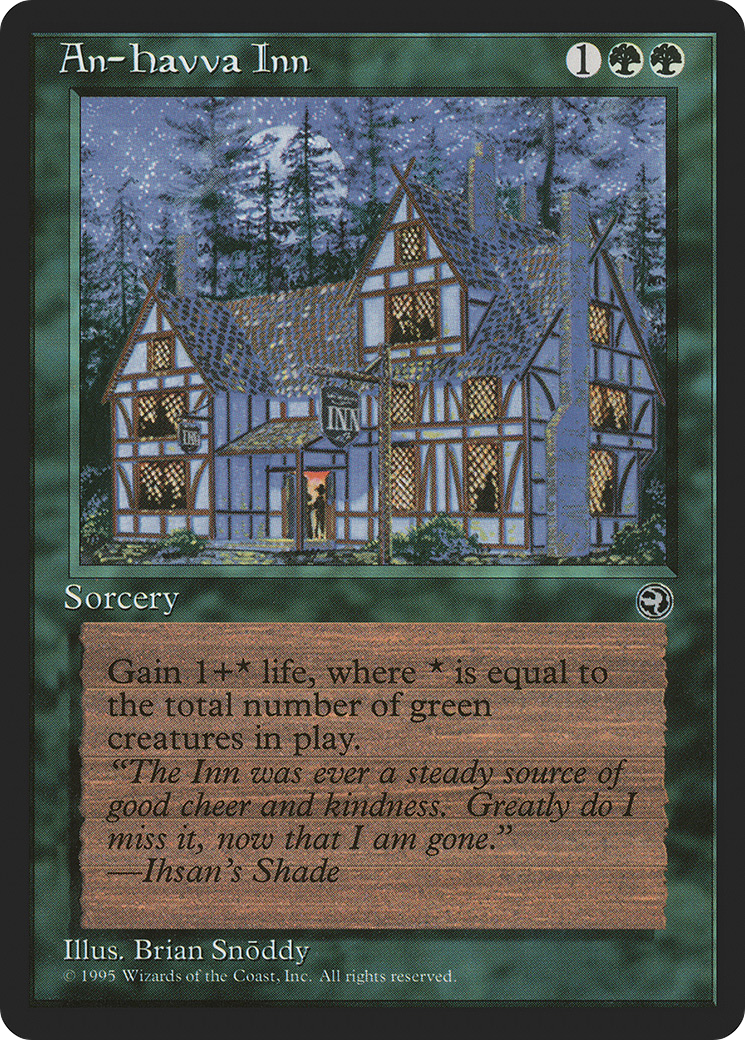 An-Havva Inn
1
INN
INN
Sorcery
Gain 1+* life, where * is equal to
the total number of green
creatures in play.
"The Inn was ever a steady source of
good cheer and kindness. Greatly do I
miss it, now that I am gone."
—Ihsan's Shade
Illus. Brian Snōddy
© 1995 Wizards of the Coast, Inc. All rights reserved.